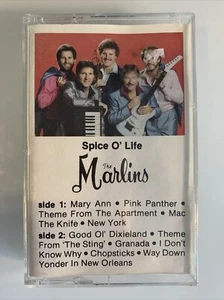 Spice O' Life
The
Marlins
side 1: Mary Ann • Pink Panther •
Theme From The Apartment • Mac
The Knife • New York
side 2: Good Ol' Dixieland • Theme
From 'The Sting' • Granada • I Don't
Know Why • Chopsticks • Way Down
Yonder In New Orleans